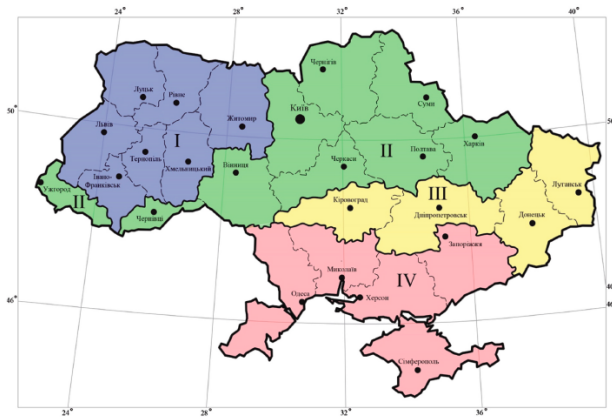 24°
28°
32°
36°
40°
Чернігів
Луцьк
Рівне
Суми
50
Київ
Житомир
50
Львів
I
Харків
Тернопіль
II
Полтава
Хмельницький
Черкаси
Вінниця
Івано-
Франківськ
Ужгород
Луганськ
II
III
Чернівці
Кіровоград
Дніпропетровськ
Донецьк
Запоріжжя
Миколаїв
IV
46
Одеса
Херсон
46
Сімферополь
24°
28°
32°
36°